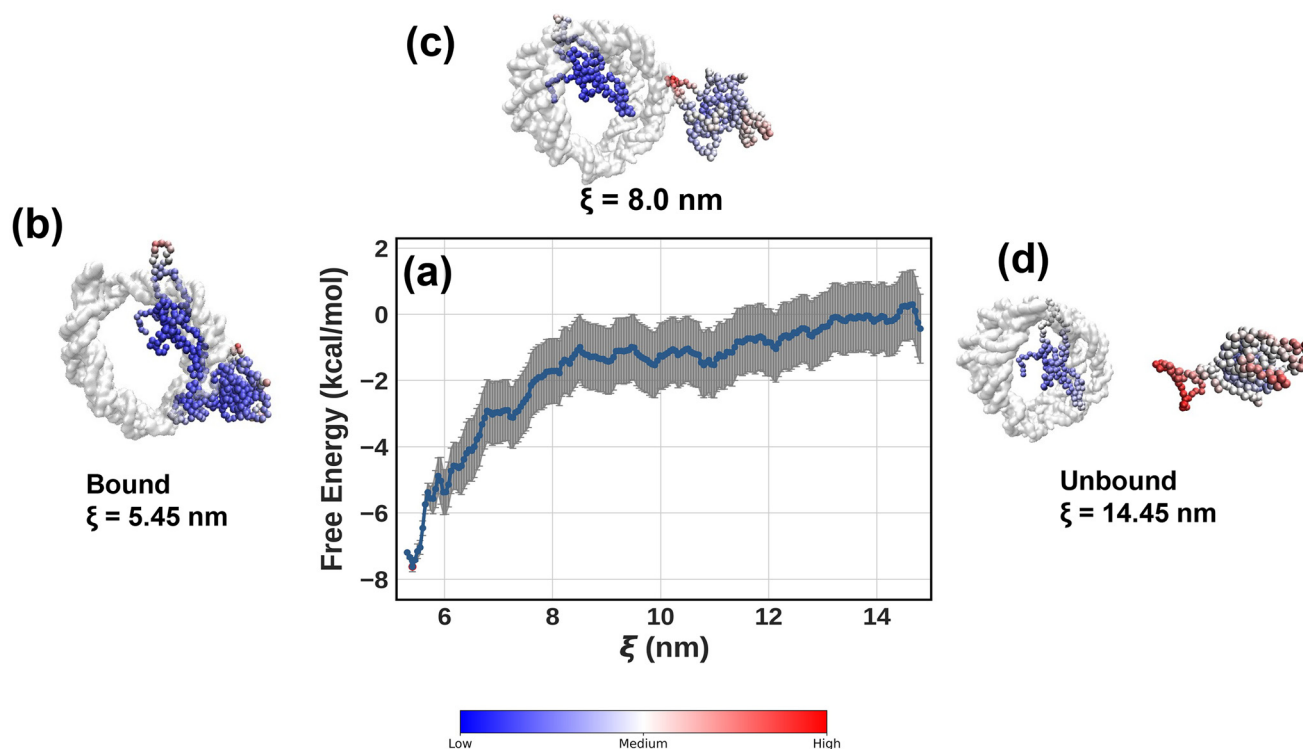 (c)
ξ = 8.0 nm
(b)
Bound
ξ = 5.45 nm
(a)
Free Energy (kcal/mol)
2
0
−2
−4
−6
−8
6 8 10 12 14
ξ (nm)
(d)
Unbound
ξ = 14.45 nm
Low Medium High